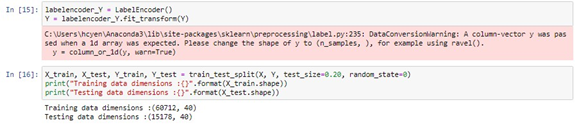 In [15]: labelencoder_Y = LabelEncoder()
Y = labelencoder_Y.fit_transform(Y)
C:\Users\hcyen\Anaconda3\lib\site-packages\sklearn\preprocessing\label.py:235: DataConversionWarning: A column-vector y was pas
sed when a 1d array was expected. Please change the shape of y to (n_samples, ), for example using ravel().
y = column_or_1d(y, warn=True)
In [16]: X_train, X_test, Y_train, Y_test = train_test_split(X, Y, test_size=0.20, random_state=0)
print("Training data dimensions :{}".format(X_train.shape))
print("Testing data dimensions :{}".format(X_test.shape))
Training data dimensions :(60712, 40)
Testing data dimensions :(15178, 40)